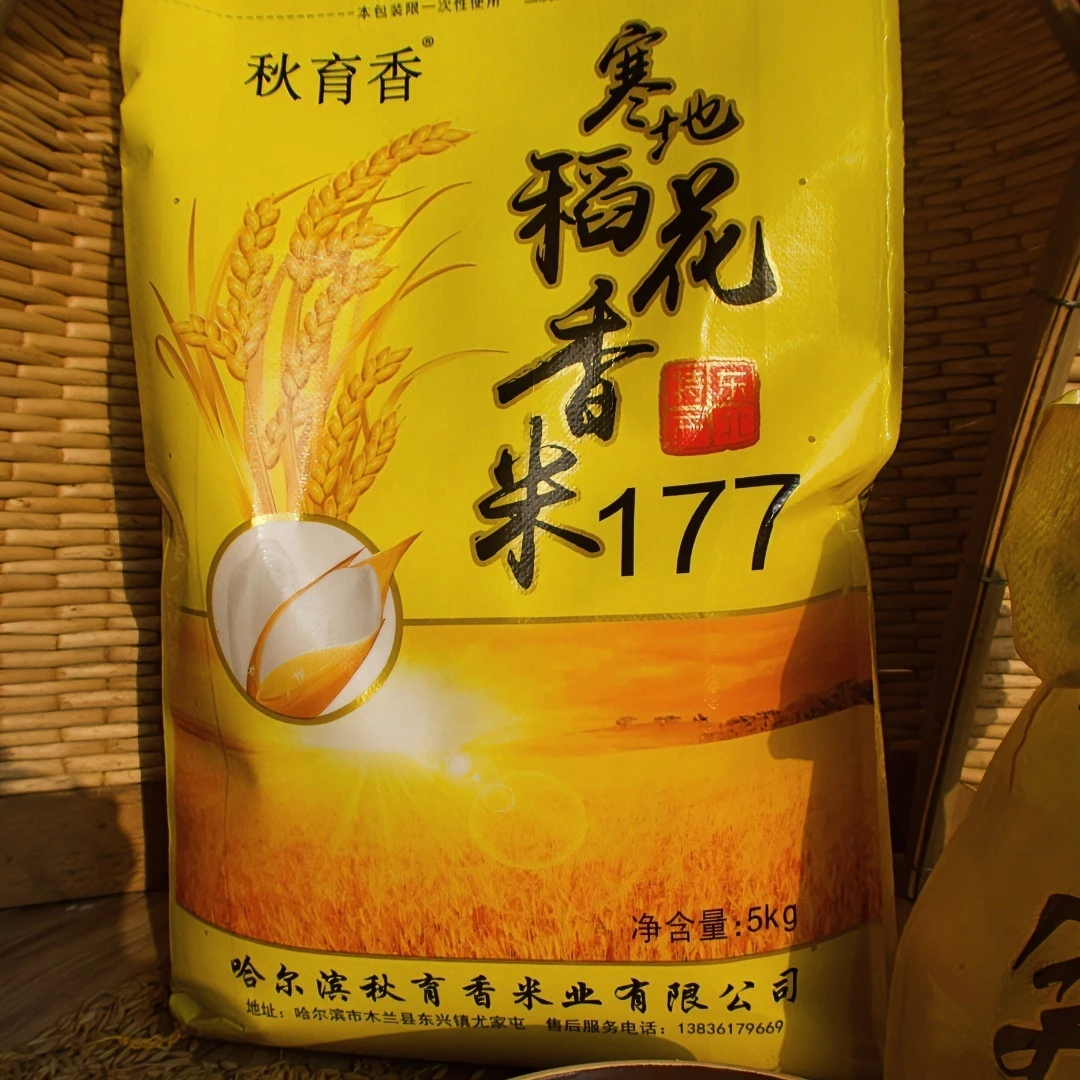 本包装限一次性使用
秋育香®
寒地
稻花
香
米177
东北
净含量:5kg
哈尔滨秋育香米业有限公司
地址：哈尔滨市木兰县东兴镇尤家屯 售后服务电话：13836179669